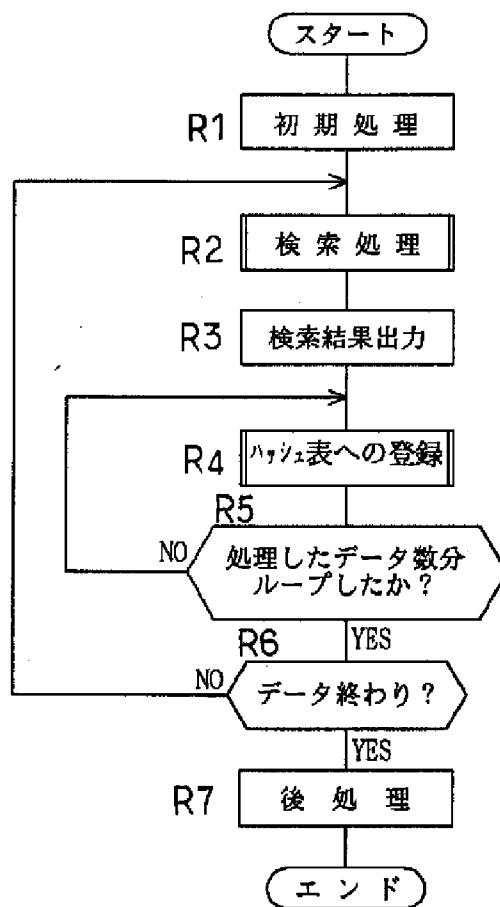 スタート
R1
初期処理
R2
検索処理
R3
検索結果出力
R4
ハッシュ表への登録
R5
処理したデータ数分
ループしたか?
NO
YES
R6
データ終わり?
NO
YES
R7
後処理
エンド